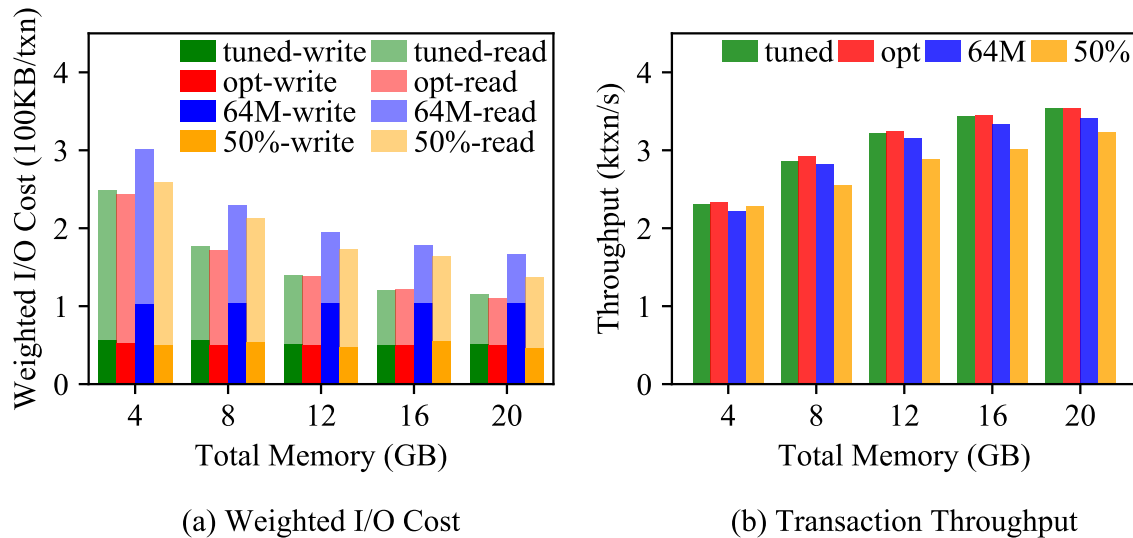 Weighted I/O Cost (100KB/txn)
4
3
2
1
0
tuned-write
opt-write
64M-write
50%-write
tuned-read
opt-read
64M-read
50%-read
4 8 12 16 20
Total Memory (GB)
(a) Weighted I/O Cost
Throughput (ktxn/s)
4
3
2
1
0
tuned opt 64M 50%
4 8 12 16 20
Total Memory (GB)
(b) Transaction Throughput